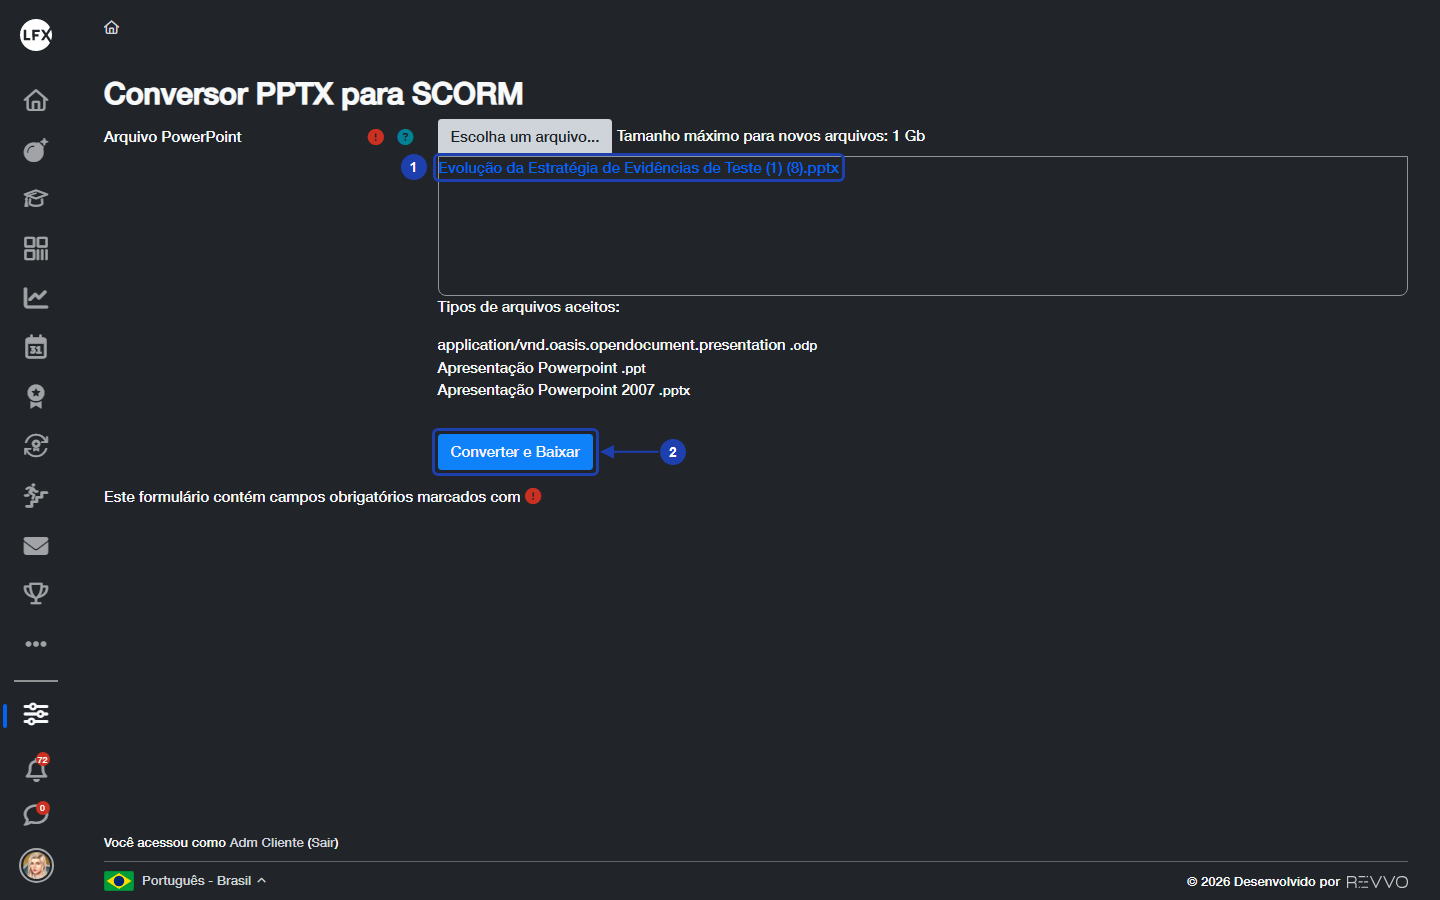 LFX
Conversor PPTX para SCORM
Arquivo PowerPoint
! ?
Escolha um arquivo... Tamanho máximo para novos arquivos: 1 Gb
1 Evolução da Estratégia de Evidências de Teste (1) (8).pptx
Tipos de arquivos aceitos:
application/vnd.oasis.opendocument.presentation .odp
Apresentação Powerpoint .ppt
Apresentação Powerpoint 2007 .pptx
Converter e Baixar 2
Este formulário contém campos obrigatórios marcados com !
31
72
0
Você acessou como Adm Cliente (Sair)
Português - Brasil
© 2026 Desenvolvido por REVVO